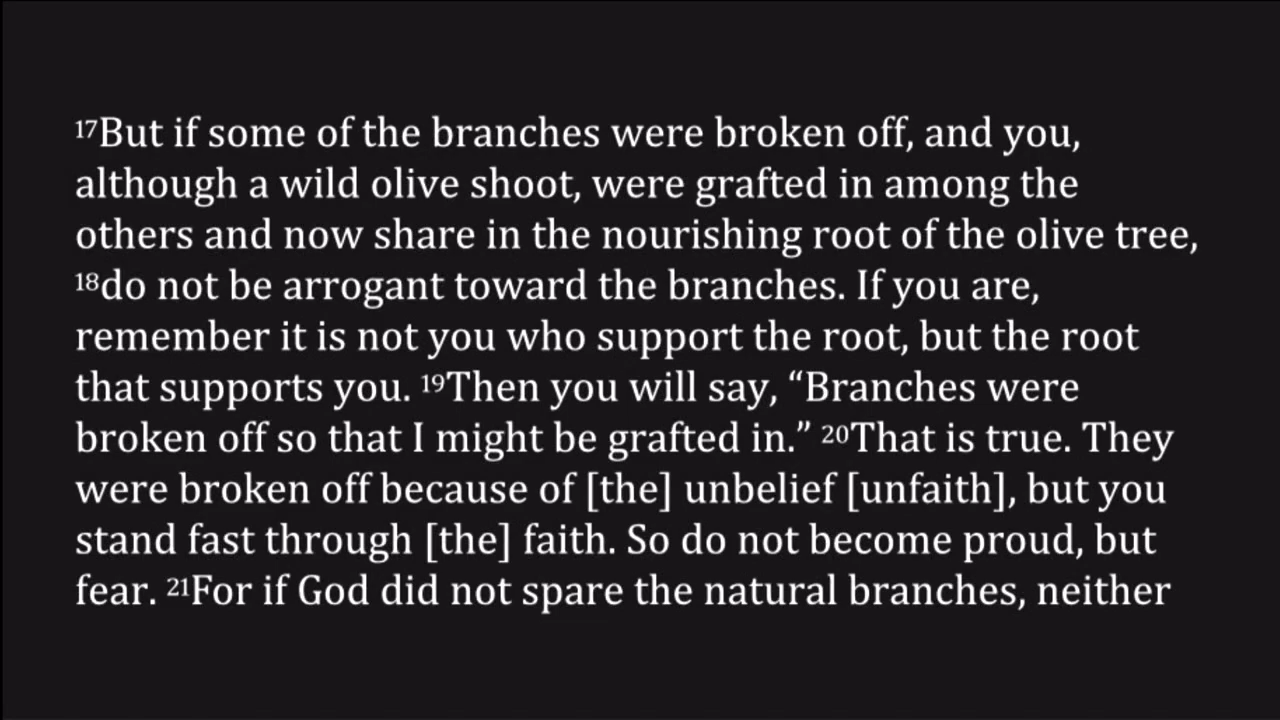 17But if some of the branches were broken off, and you,
although a wild olive shoot, were grafted in among the
others and now share in the nourishing root of the olive tree,
18do not be arrogant toward the branches. If you are,
remember it is not you who support the root, but the root
that supports you. 19Then you will say, “Branches were
broken off so that I might be grafted in.” 20That is true. They
were broken off because of [the] unbelief [unfaith], but you
stand fast through [the] faith. So do not become proud, but
fear. 21For if God did not spare the natural branches, neither